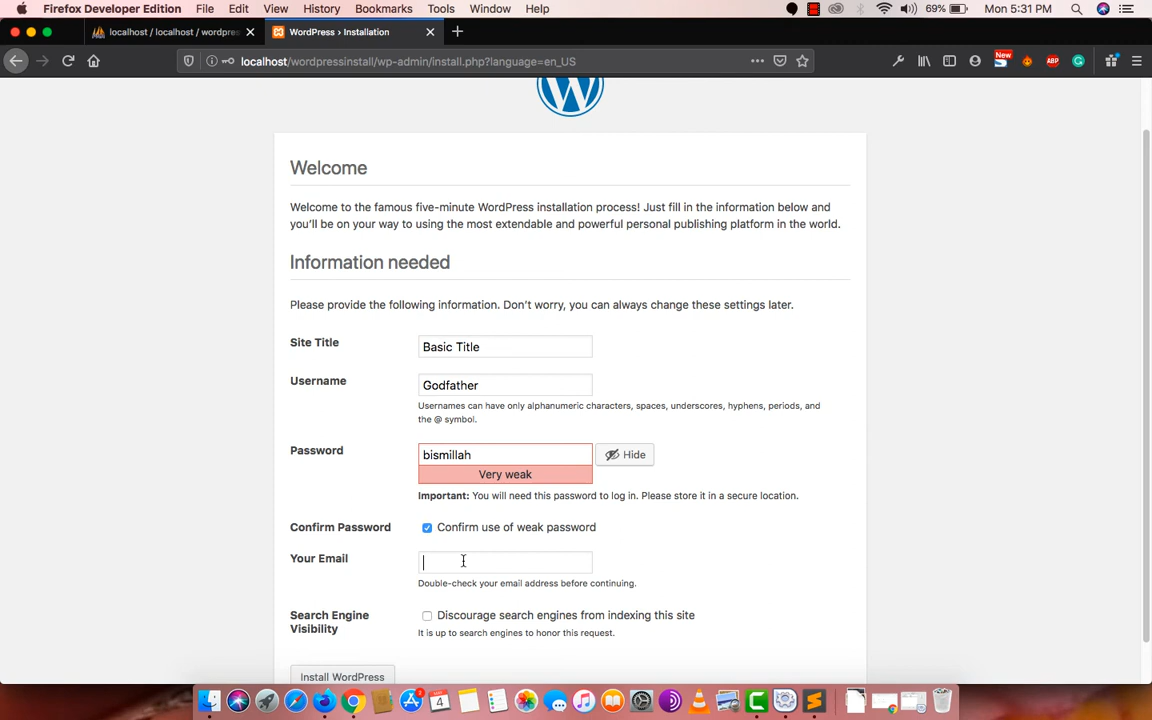 Firefox Developer Edition File Edit View History Bookmarks Tools Window Help 69% Mon 5:31 PM
localhost / localhost / wordpres WordPress › Installation
localhost/wordpressinstall/wp-admin/install.php?language=en_US New ABP
Welcome
Welcome to the famous five-minute WordPress installation process! Just fill in the information below and
you'll be on your way to using the most extendable and powerful personal publishing platform in the world.
Information needed
Please provide the following information. Don't worry, you can always change these settings later.
Site Title Basic Title
Username Godfather
Usernames can have only alphanumeric characters, spaces, underscores, hyphens, periods, and
the @ symbol.
Password bismillah Hide
Very weak
Important: You will need this password to log in. Please store it in a secure location.
Confirm Password Confirm use of weak password
Your Email
Double-check your email address before continuing.
Search Engine
Visibility
Discourage search engines from indexing this site
It is up to search engines to honor this request.
Install WordPress